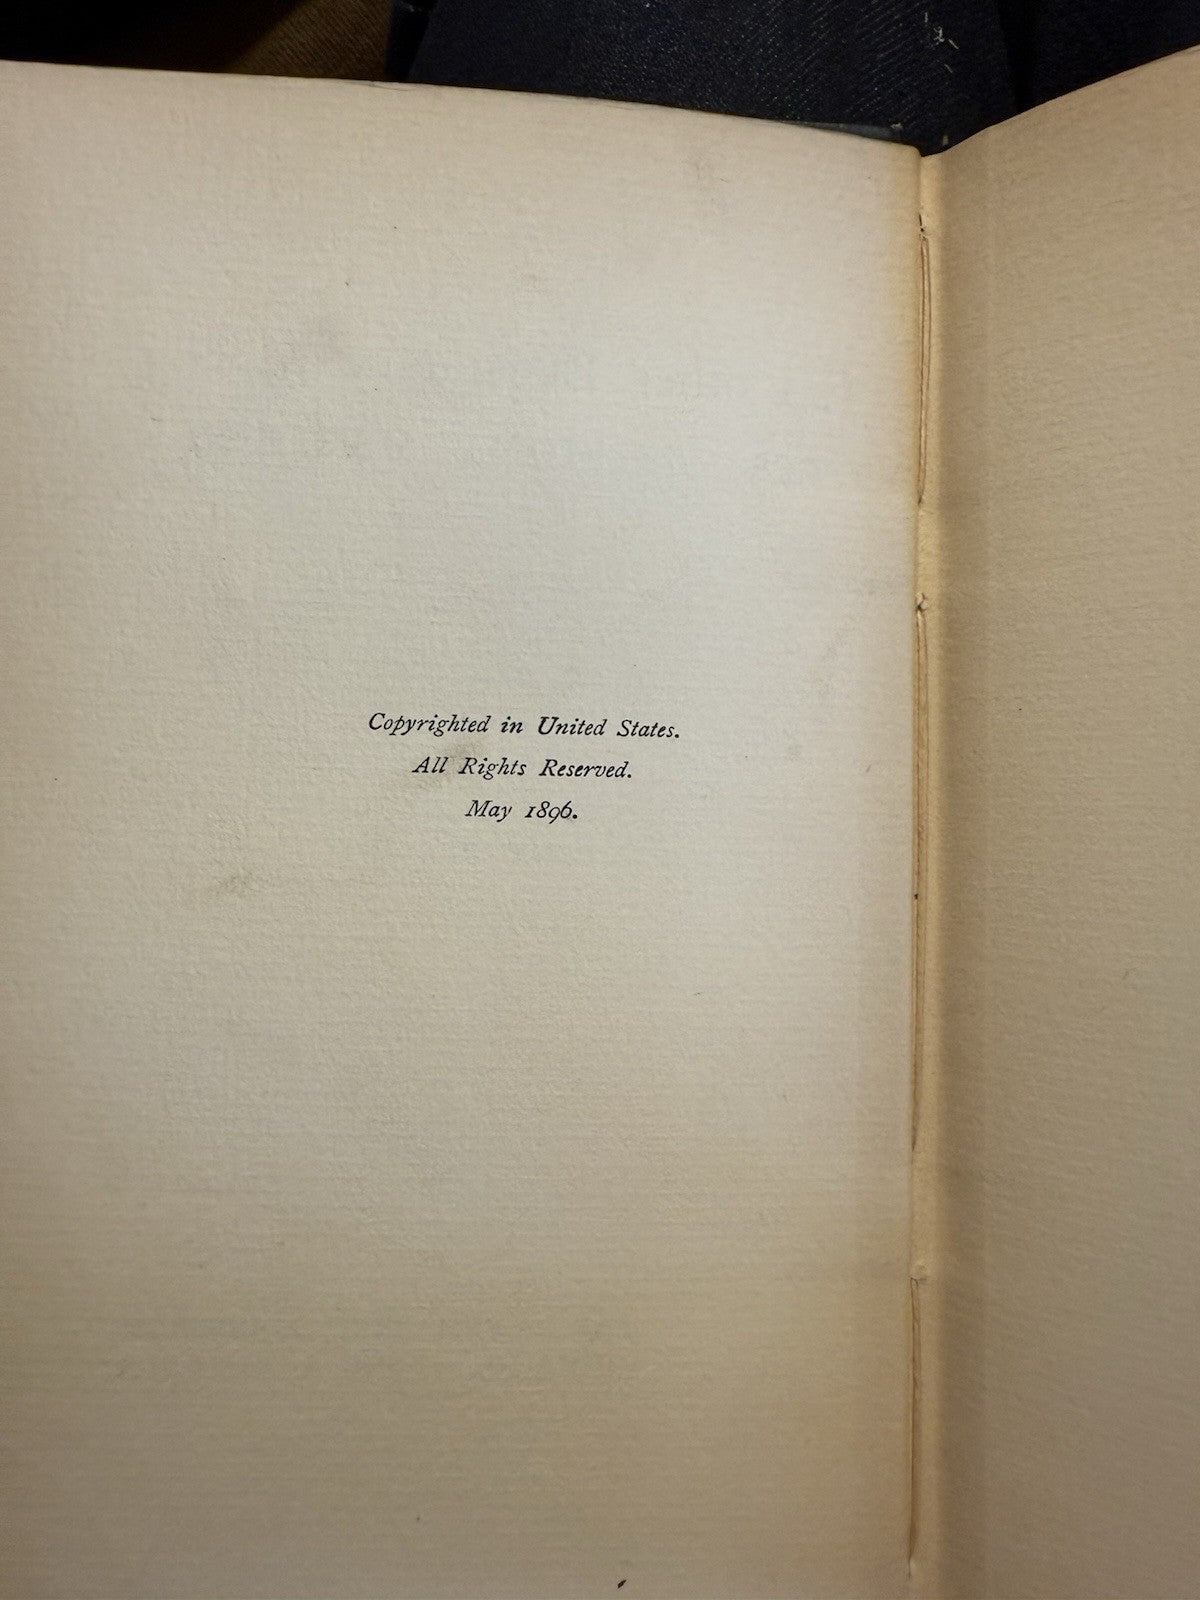 Copyrighted in United States.
All Rights Reserved.
May 1896.